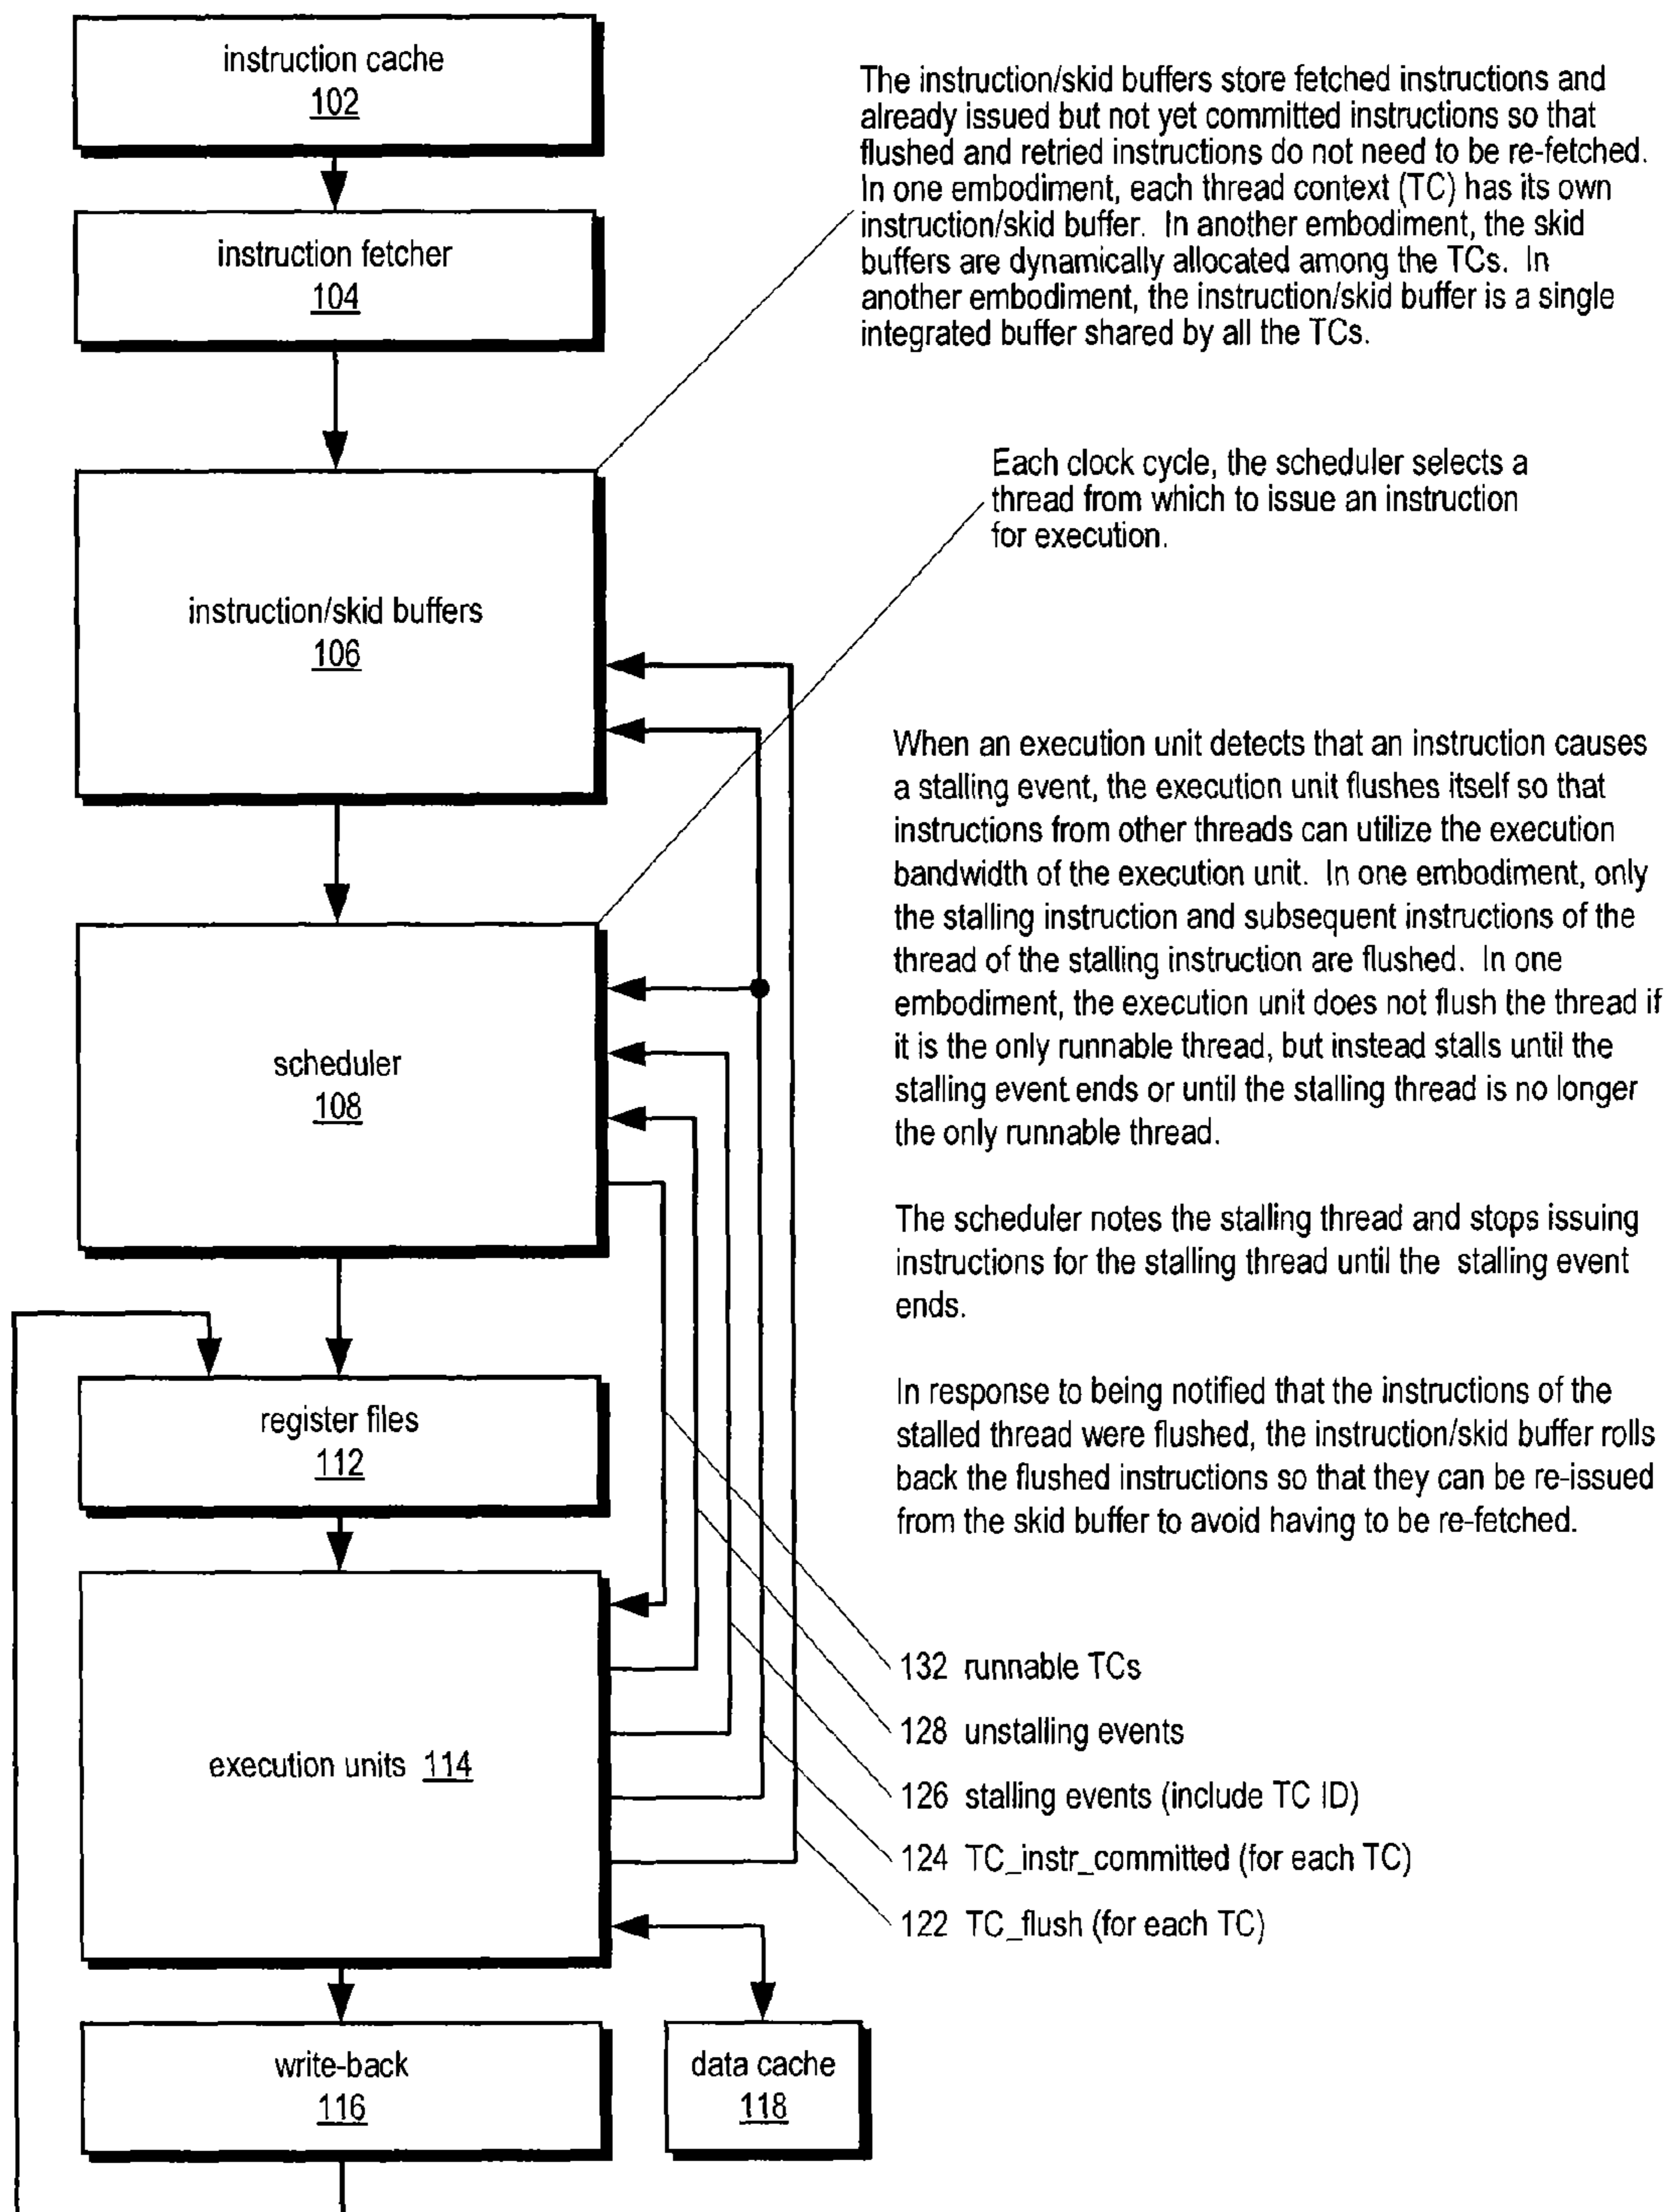 instruction cache
102
instruction fetcher
104
The instruction/skid buffers store fetched instructions and
already issued but not yet committed instructions so that
flushed and retried instructions do not need to be re-fetched.
In one embodiment, each thread context (TC) has its own
instruction/skid buffer. In another embodiment, the skid
buffers are dynamically allocated among the TCs. In
another embodiment, the instruction/skid buffer is a single
integrated buffer shared by all the TCs.
Each clock cycle, the scheduler selects a
thread from which to issue an instruction
for execution.
instruction/skid buffers
106
When an execution unit detects that an instruction causes
a stalling event, the execution unit flushes itself so that
instructions from other threads can utilize the execution
bandwidth of the execution unit. In one embodiment, only
the stalling instruction and subsequent instructions of the
thread of the stalling instruction are flushed. In one
embodiment, the execution unit does not flush the thread if
it is the only runnable thread, but instead stalls until the
stalling event ends or until the stalling thread is no longer
the only runnable thread.
scheduler
108
The scheduler notes the stalling thread and stops issuing
instructions for the stalling thread until the stalling event
ends.
In response to being notified that the instructions of the
stalled thread were flushed, the instruction/skid buffer rolls
back the flushed instructions so that they can be re-issued
from the skid buffer to avoid having to be re-fetched.
register files
112
execution units 114
132 runnable TCs
128 unstalling events
126 stalling events (include TC ID)
124 TC_instr_committed (for each TC)
122 TC_flush (for each TC)
write-back
116
data cache
118